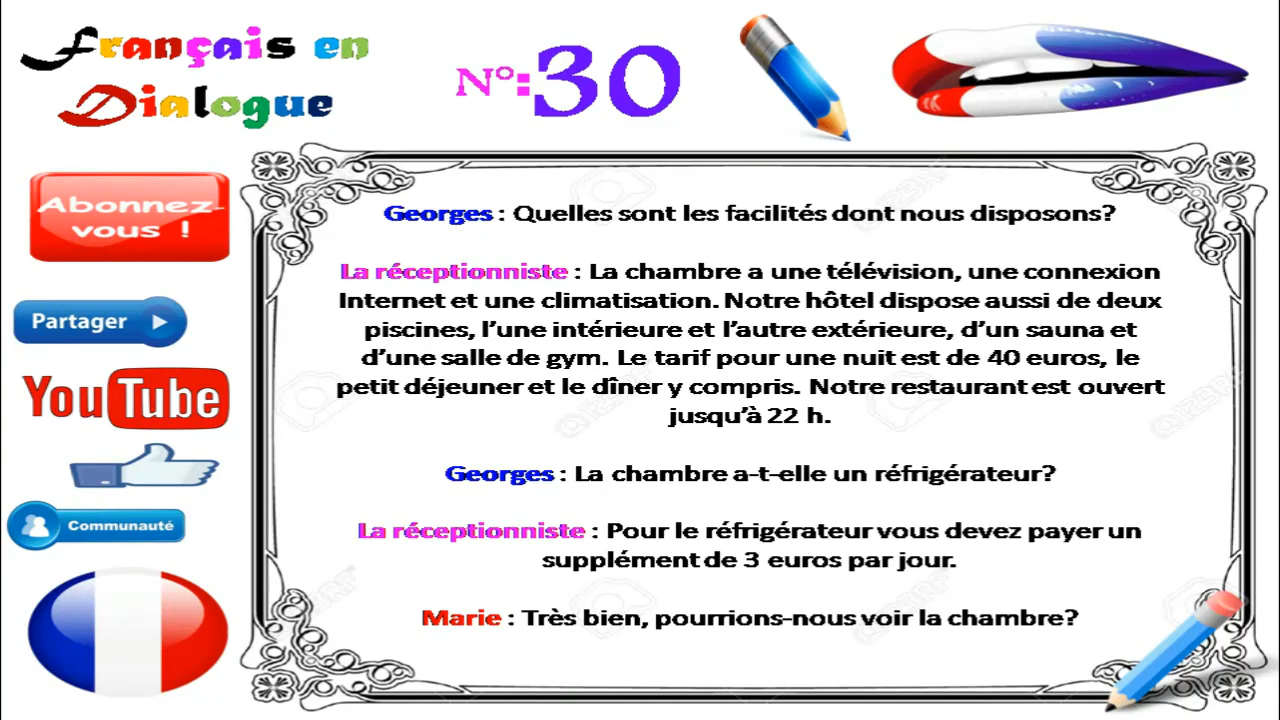 Français en
Dialogue
N°:30
Abonnez-
vous !
Partager
YouTube
Communauté
Georges : Quelles sont les facilités dont nous disposons?
La réceptionniste : La chambre a une télévision, une connexion
Internet et une climatisation. Notre hôtel dispose aussi de deux
piscines, l’une intérieure et l’autre extérieure, d’un sauna et
d’une salle de gym. Le tarif pour une nuit est de 40 euros, le
petit déjeuner et le dîner y compris. Notre restaurant est ouvert
jusqu’à 22 h.
Georges : La chambre a-t-elle un réfrigérateur?
La réceptionniste : Pour le réfrigérateur vous devez payer un
supplément de 3 euros par jour.
Marie : Très bien, pourrions-nous voir la chambre?